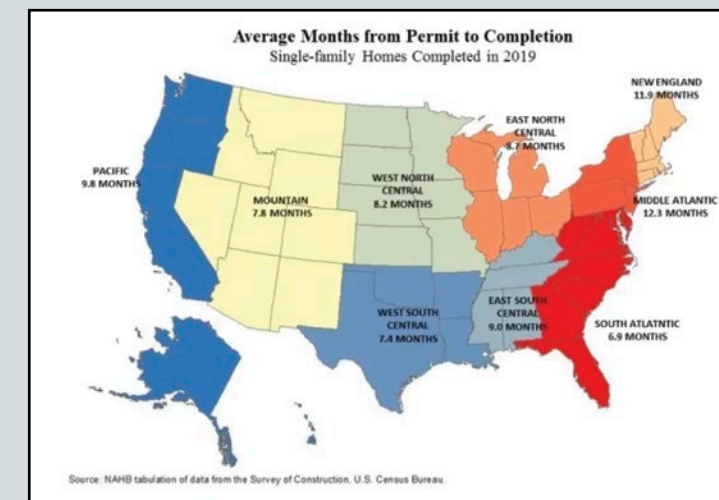 Average Months from Permit to Completion
Single-family Homes Completed in 2019
NEW ENGLAND
11.9 MONTHS
EAST NORTH
CENTRAL
8.7 MONTHS
PACIFIC
9.8 MONTHS
WEST NORTH
CENTRAL
8.2 MONTHS
MOUNTAIN
7.8 MONTHS
MIDDLE ATLANTIC
12.3 MONTHS
WEST SOUTH
CENTRAL
7.4 MONTHS
EAST SOUTH
CENTRAL
9.0 MONTHS
SOUTH ATLATNTIC
6.9 MONTHS
Source: NAHB tabulation of data from the Survey of Construction, U.S. Census Bureau.